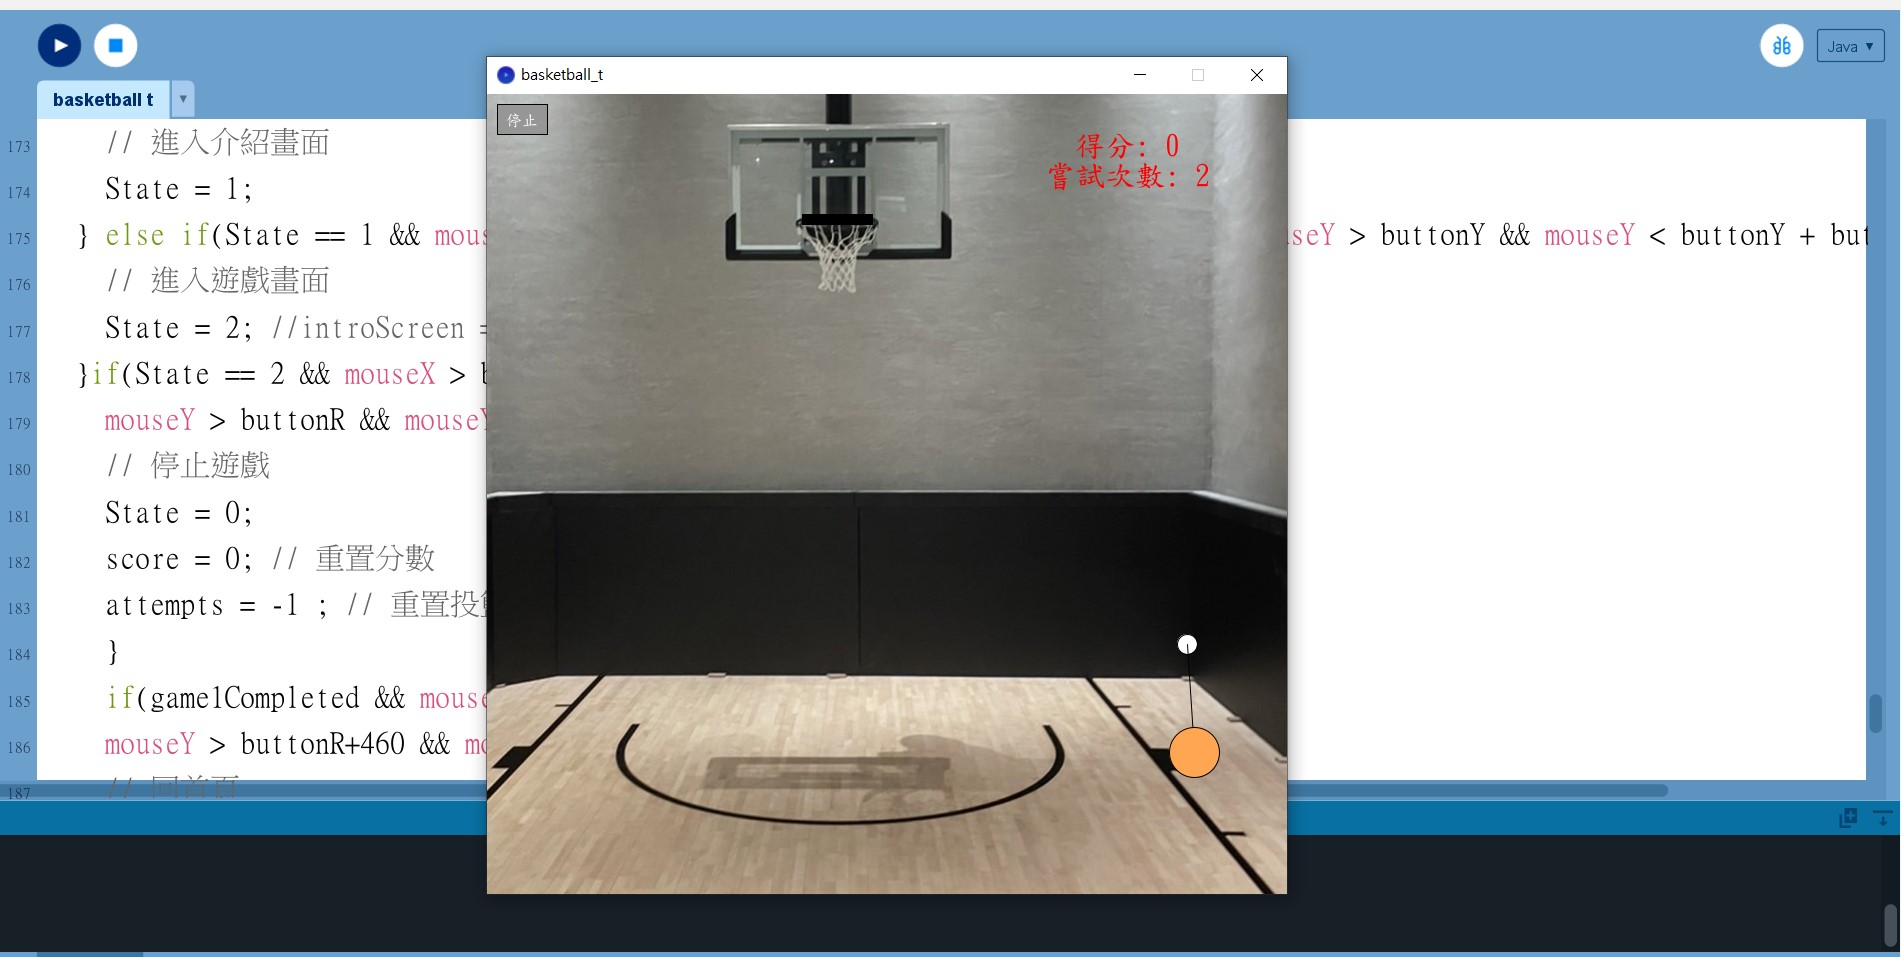 Java
basketball t
173 // 進入介紹畫面
174 State = 1;
175 } else if(State == 1 && mous
seY > buttonY && mouseY < buttonY + but
176 // 進入遊戲畫面
177 State = 2; //introScreen =
178 }if(State == 2 && mouseX > b
179 mouseY > buttonR && mouseY
180 // 停止遊戲
181 State = 0;
182 score = 0; // 重置分數
183 attempts = -1 ; // 重置投
184 }
185 if(game1Completed && mouse
186 mouseY > buttonR+460 && mo
187 // 回首頁
basketball_t
停止
得分: 0
嘗試次數: 2